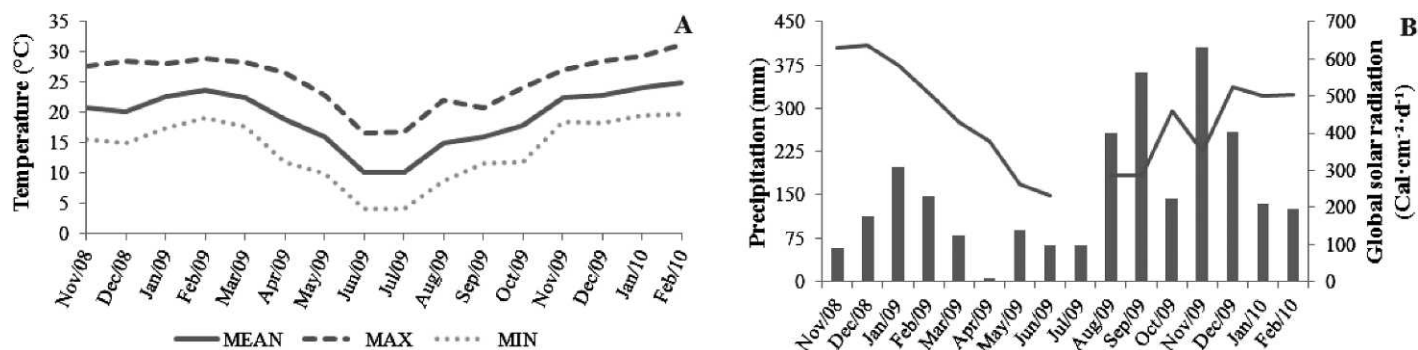 A
Temperature (°C)
35
30
25
20
15
10
5
0
Nov/08
Dec/08
Jan/09
Feb/09
Mar/09
Apr/09
May/09
Jun/09
Jul/09
Aug/09
Sep/09
Oct/09
Nov/09
Dec/09
Jan/10
Feb/10
MEAN MAX MIN
B
Precipitation (mm)
450
375
300
225
150
75
0
Nov/08
Dec/08
Jan/09
Feb/09
Mar/09
Apr/09
May/09
Jun/09
Jul/09
Aug/09
Sep/09
Oct/09
Nov/09
Dec/09
Jan/10
Feb/10
700
600
500
400
300
200
100
0
Global solar radiation
(Cal·cm⁻²·d⁻¹)